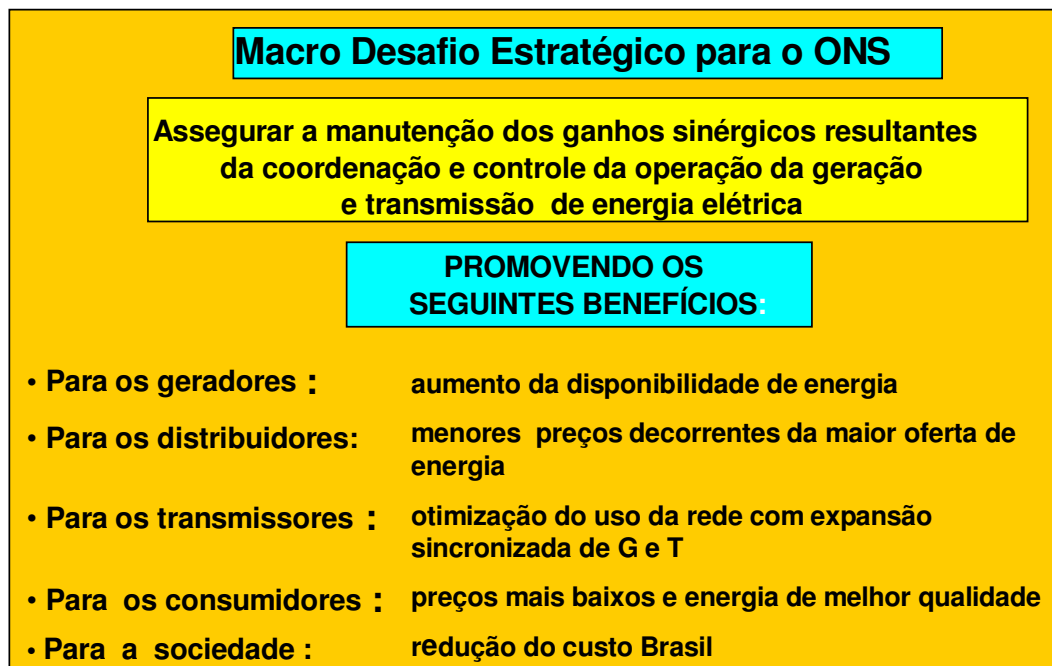 Macro Desafio Estratégico para o ONS
Assegurar a manutenção dos ganhos sinérgicos resultantes
da coordenação e controle da operação da geração
e transmissão de energia elétrica
PROMOVENDO OS
SEGUINTES BENEFÍCIOS:
• Para os geradores : aumento da disponibilidade de energia
• Para os distribuidores: menores preços decorrentes da maior oferta de
energia
• Para os transmissores : otimização do uso da rede com expansão
sincronizada de G e T
• Para os consumidores : preços mais baixos e energia de melhor qualidade
• Para a sociedade : redução do custo Brasil